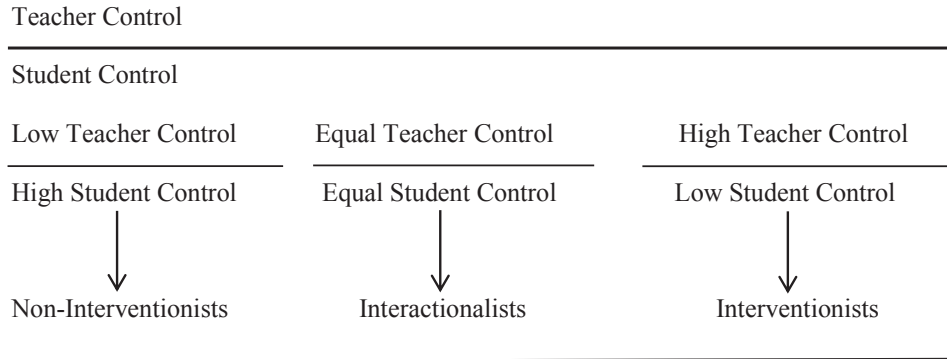 Teacher Control
Student Control
Low Teacher Control Equal Teacher Control High Teacher Control
High Student Control Equal Student Control Low Student Control
Non-Interventionists Interactionalists Interventionists